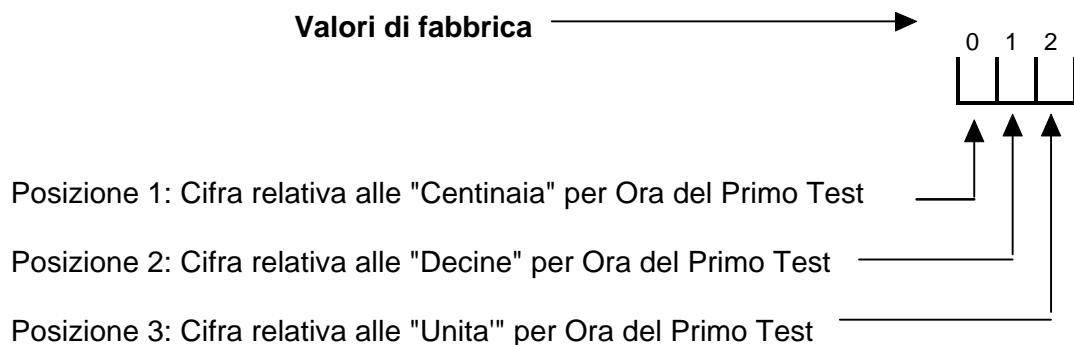 Valori di fabbrica
0 1 2
Posizione 1: Cifra relativa alle "Centinaia" per Ora del Primo Test
Posizione 2: Cifra relativa alle "Decine" per Ora del Primo Test
Posizione 3: Cifra relativa alle "Unita'" per Ora del Primo Test